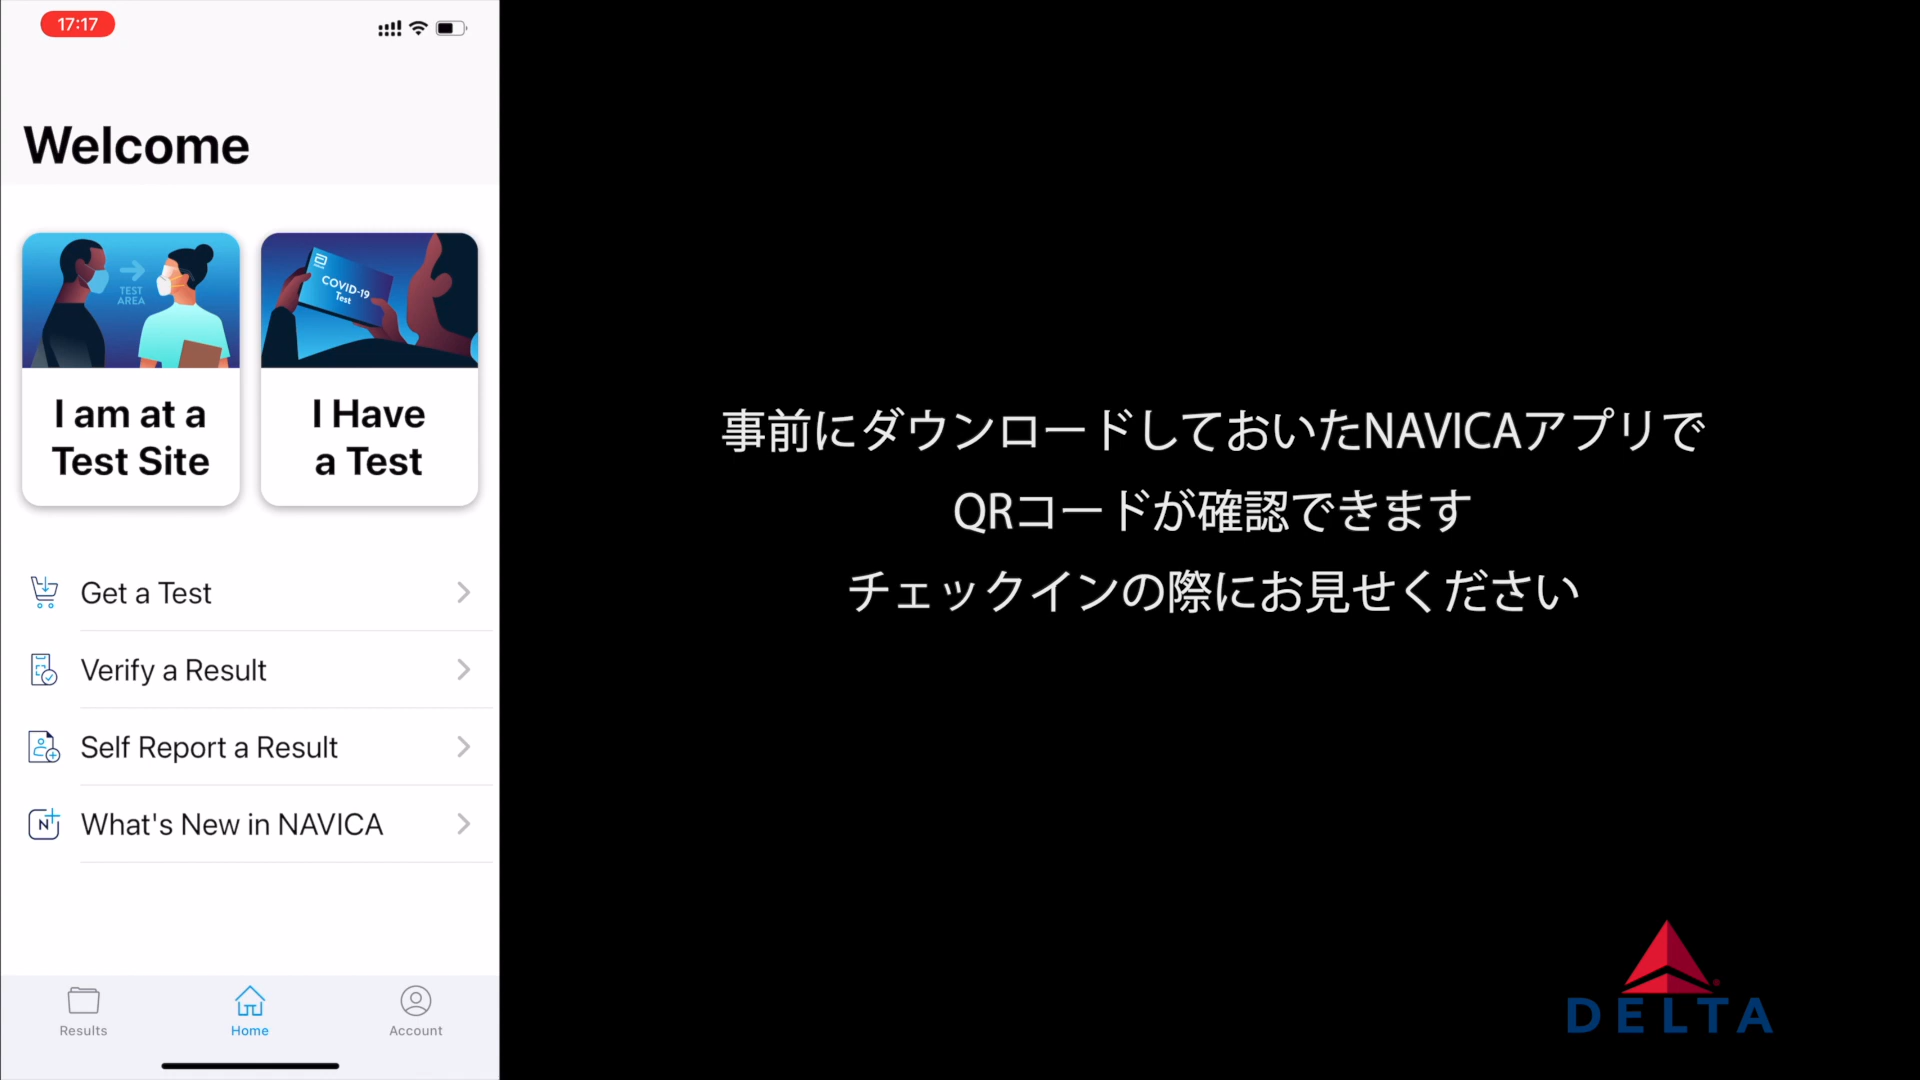 17:17
Welcome
TEST
AREA
COVID-19
Test
I am at a
Test Site
I Have
a Test
Get a Test
Verify a Result
Self Report a Result
N
What's New in NAVICA
Results
Home
Account
事前にダウンロードしておいたNAVICAアプリで
QRコードが確認できます
チェックインの際にお見せください
DELTA